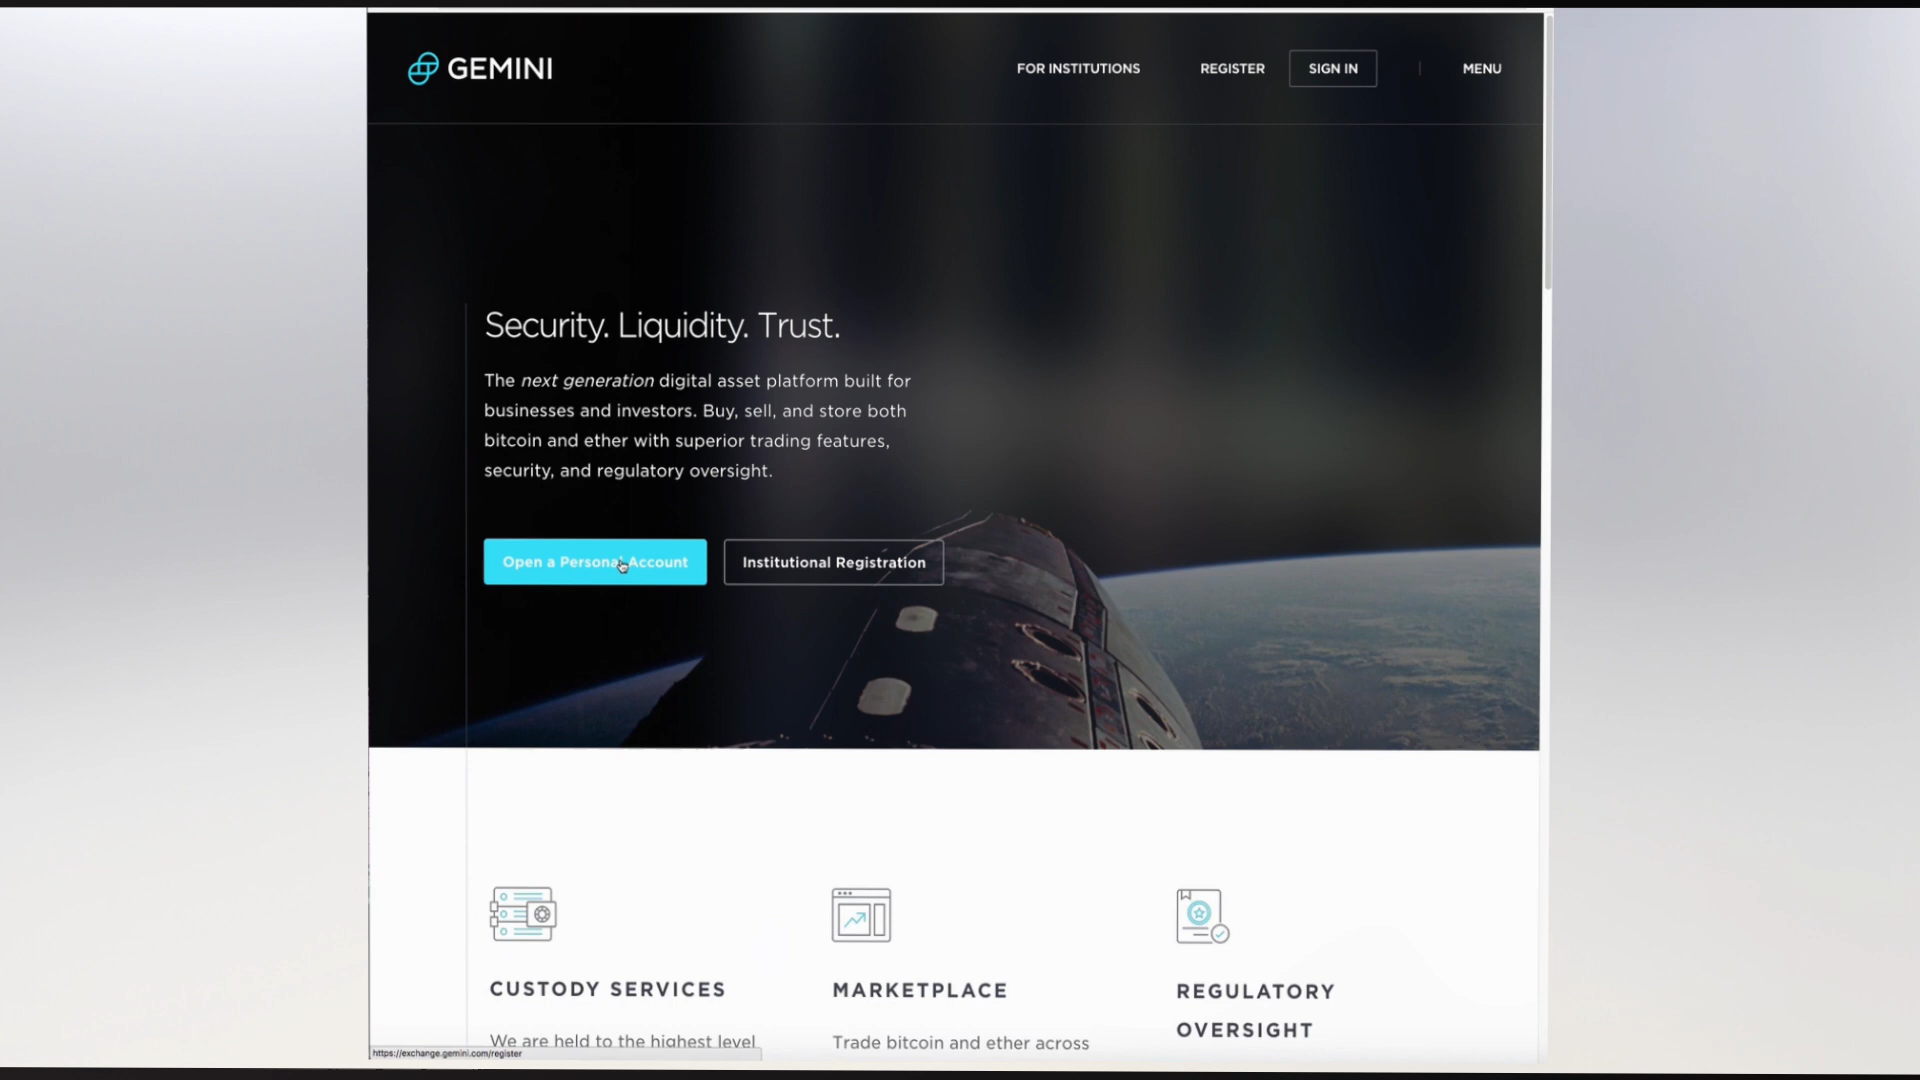 GEMINI
FOR INSTITUTIONS
REGISTER
SIGN IN
MENU
Security. Liquidity. Trust.
The next generation digital asset platform built for
businesses and investors. Buy, sell, and store both
bitcoin and ether with superior trading features,
security, and regulatory oversight.
Open a Personal Account
Institutional Registration
CUSTODY SERVICES
We are held to the highest level
MARKETPLACE
Trade bitcoin and ether across
REGULATORY
OVERSIGHT
https://exchange.gemini.com/register